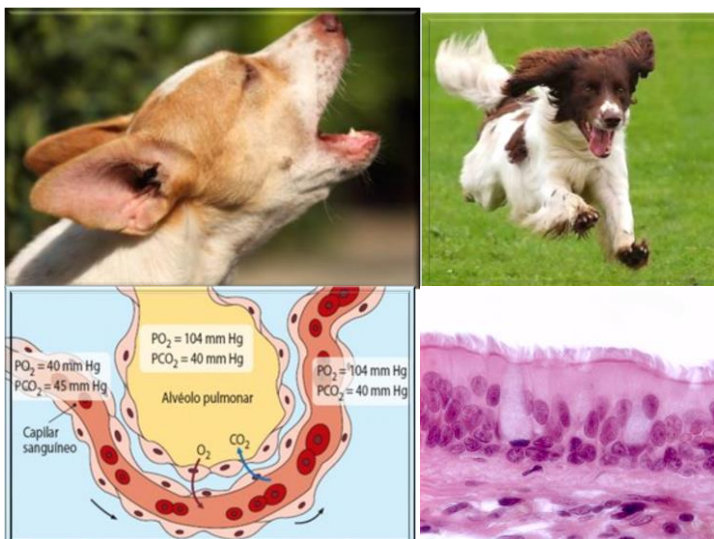 PO₂ = 104 mm Hg
PCO₂ = 40 mm Hg
PO₂ = 40 mm Hg
PCO₂ = 45 mm Hg
PO₂ = 104 mm Hg
PCO₂ = 40 mm Hg
Alvéolo pulmonar
Capilar
sanguíneo
O₂
CO₂